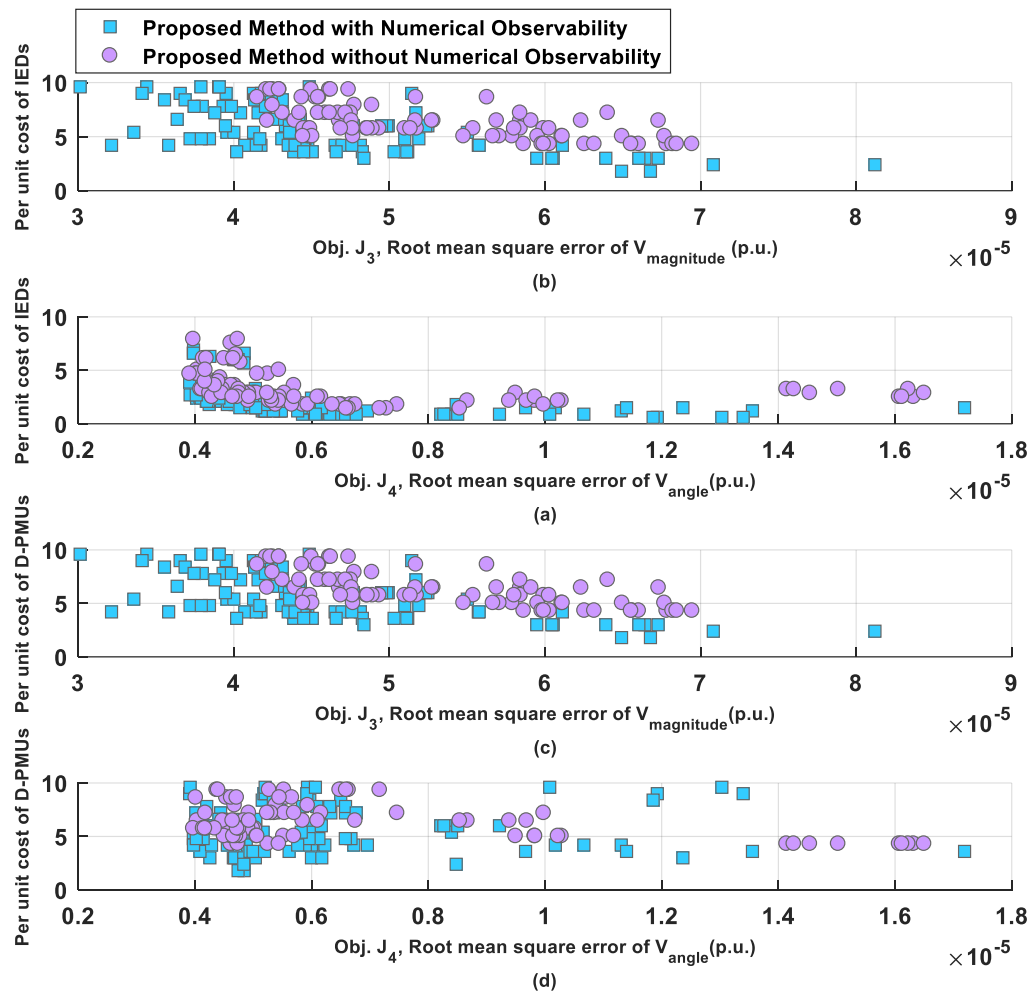 Proposed Method with Numerical Observability
Proposed Method without Numerical Observability
Per unit cost of IEDs
10
5
0
3 4 5 6 7 8 9
×10-5
Obj. J3, Root mean square error of Vmagnitude (p.u.)
(b)
Per unit cost of IEDs
10
5
0
0.2 0.4 0.6 0.8 1 1.2 1.4 1.6 1.8
×10-5
Obj. J4, Root mean square error of Vangle(p.u.)
(a)
Per unit cost of D-PMUs
10
5
0
3 4 5 6 7 8 9
×10-5
Obj. J3, Root mean square error of Vmagnitude(p.u.)
(c)
Per unit cost of D-PMUs
10
5
0
0.2 0.4 0.6 0.8 1 1.2 1.4 1.6 1.8
×10-5
Obj. J4, Root mean square error of Vangle(p.u.)
(d)